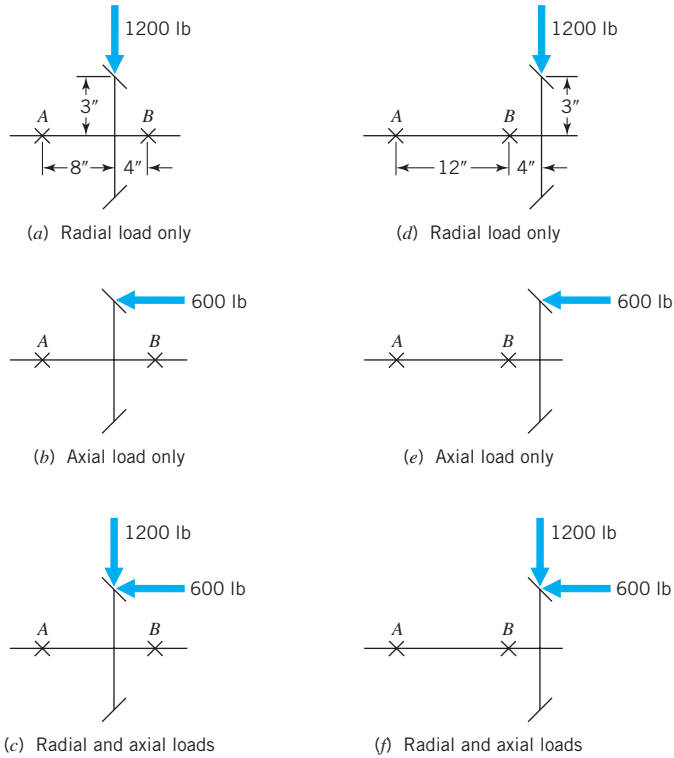 1200 lb
3″
A
B
8″
4″
(a) Radial load only
1200 lb
3″
A
B
12″
4″
(d) Radial load only
600 lb
A
B
(b) Axial load only
600 lb
A
B
(e) Axial load only
1200 lb
600 lb
A
B
(c) Radial and axial loads
1200 lb
600 lb
A
B
(f) Radial and axial loads